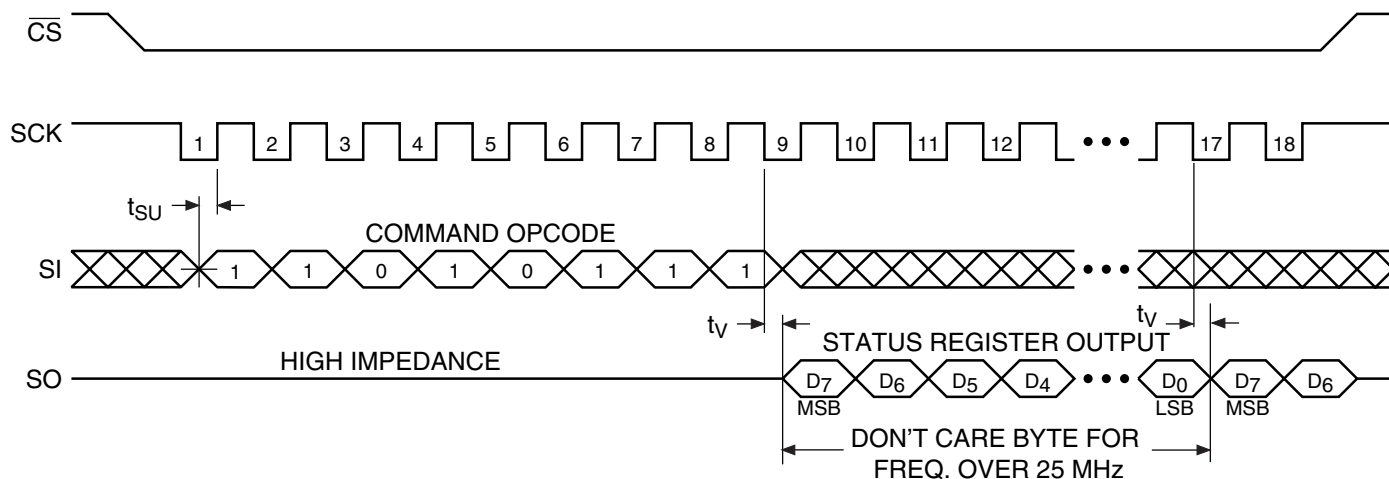 CS
SCK 1 2 3 4 5 6 7 8 9 10 11 12 ••• 17 18
tSU
COMMAND OPCODE
SI 1 1 0 1 0 1 1 1 •••
tV tV
STATUS REGISTER OUTPUT
HIGH IMPEDANCE
SO D7 D6 D5 D4 ••• D0 D7 D6
MSB LSB MSB
DON'T CARE BYTE FOR
FREQ. OVER 25 MHz